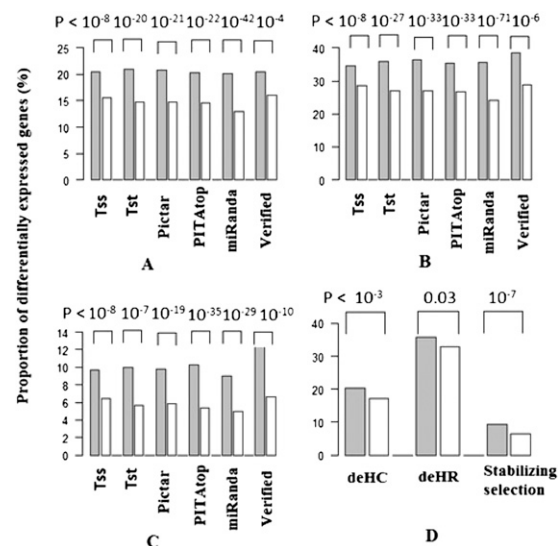 Proportion of differentially expressed genes (%)
P < 10-8 10-20 10-21 10-22 10-42 10-4
25
20
15
10
5
0
Tss Tst Pictar PITAtop miRanda Verified
A
P < 10-8 10-27 10-33 10-33 10-71 10-6
40
30
20
10
0
Tss Tst Pictar PITAtop miRanda Verified
B
P < 10-8 10-7 10-19 10-35 10-29 10-10
14
12
10
8
6
4
2
0
Tss Tst Pictar PITAtop miRanda Verified
C
P < 10-3 0.03 10-7
40
30
20
10
0
deHC deHR Stabilizing
selection
D